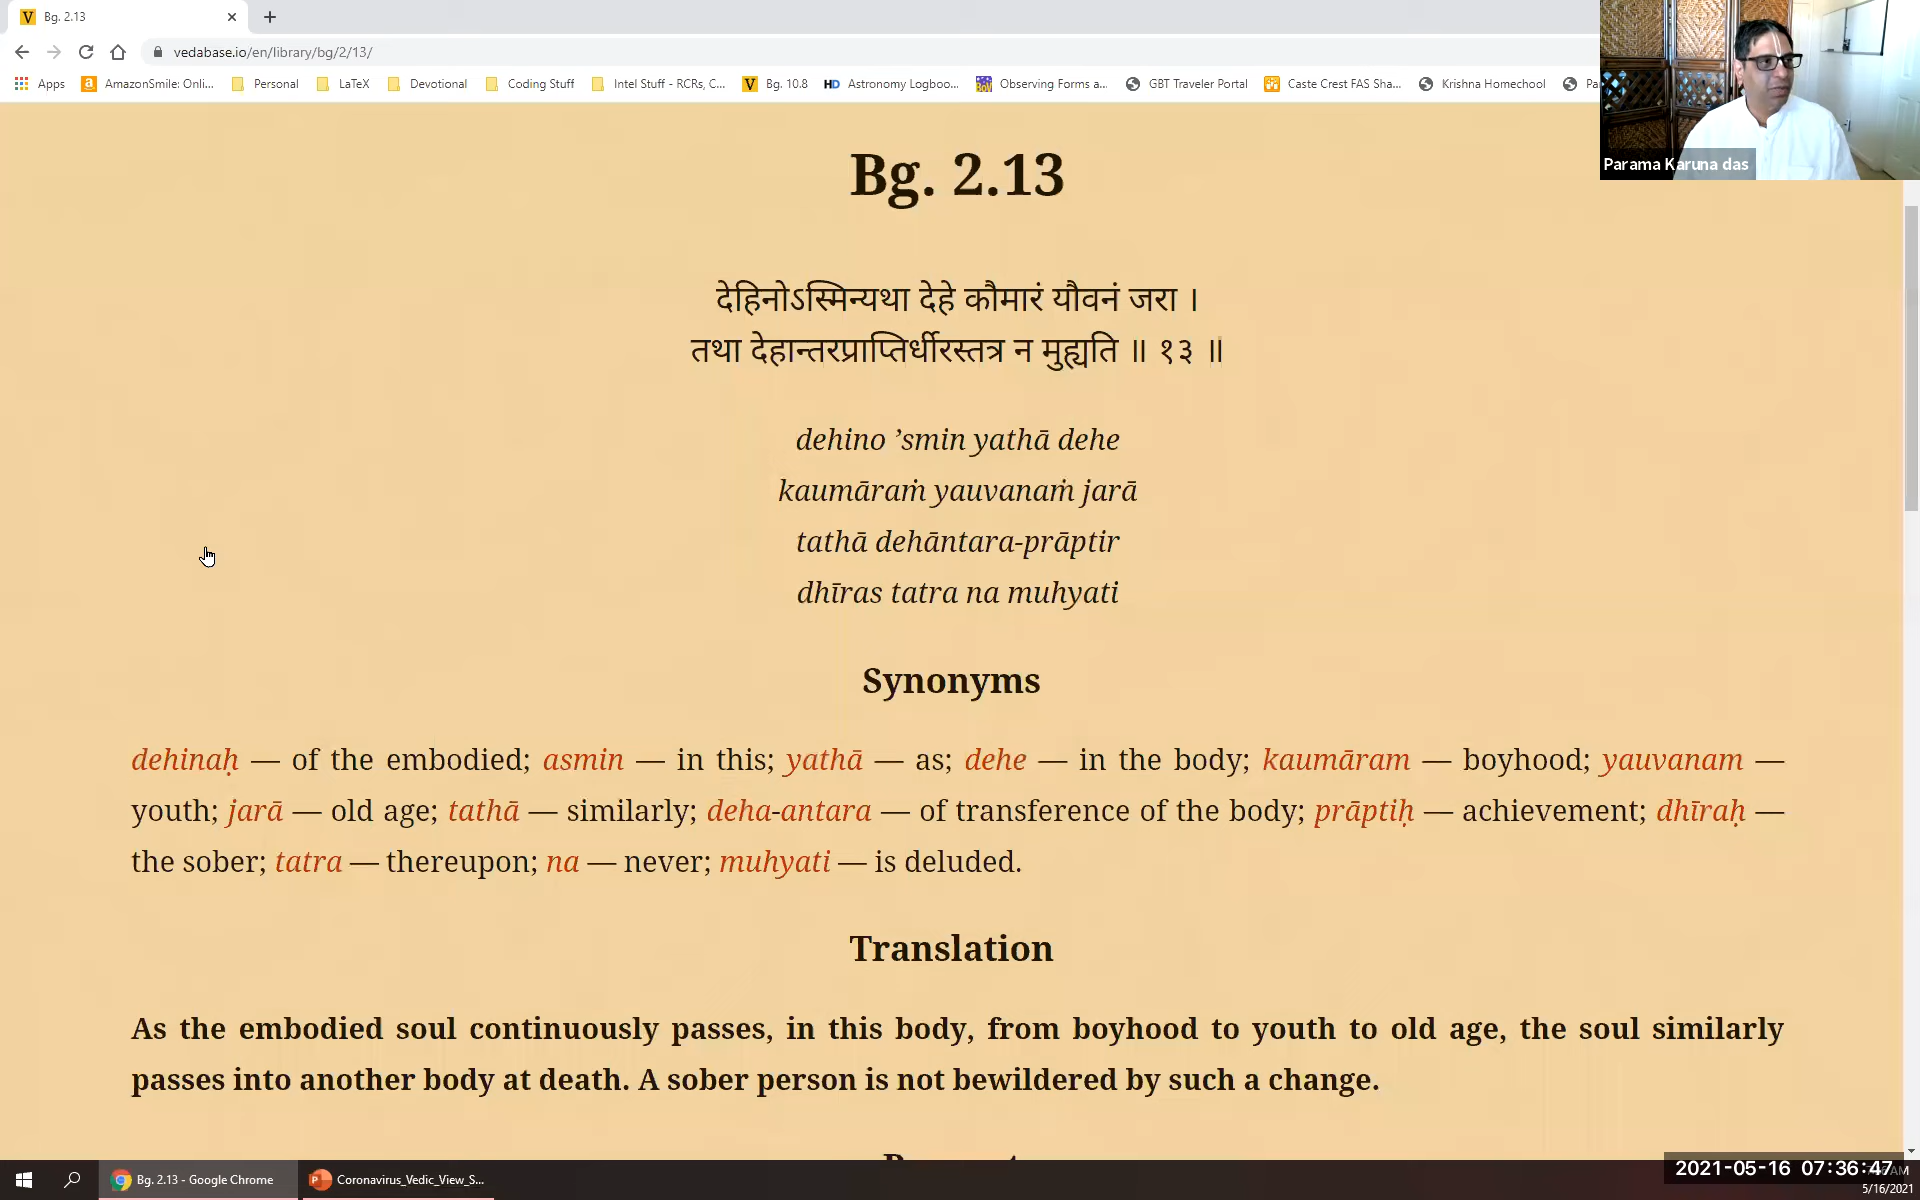 Bg. 2.13
vedabase.io/en/library/bg/2/13/
Apps AmazonSmile: Onli... Personal LaTeX Devotional Coding Stuff Intel Stuff - RCRs, C... Bg. 10.8 HD Astronomy Logboo... Observing Forms a... GBT Traveler Portal Caste Crest FAS Sha... Krishna Homechool
Parama Karuna das
Bg. 2.13
देहिनोऽस्मिन्यथा देहे कौमारं यौवनं जरा ।
तथा देहान्तरप्राप्तिर्धीरस्तत्र न मुह्यति ॥ १३ ॥
dehino ’smin yathā dehe
kaumāraṁ yauvanaṁ jarā
tathā dehāntara-prāptir
dhīras tatra na muhyati
Synonyms
dehinaḥ — of the embodied; asmin — in this; yathā — as; dehe — in the body; kaumāram — boyhood; yauvanam —
youth; jarā — old age; tathā — similarly; deha-antara — of transference of the body; prāptiḥ — achievement; dhīraḥ —
the sober; tatra — thereupon; na — never; muhyati — is deluded.
Translation
As the embodied soul continuously passes, in this body, from boyhood to youth to old age, the soul similarly
passes into another body at death. A sober person is not bewildered by such a change.
Bg. 2.13 - Google Chrome
Coronavirus_Vedic_View_S...
2021-05-16 07:36:47
5/16/2021